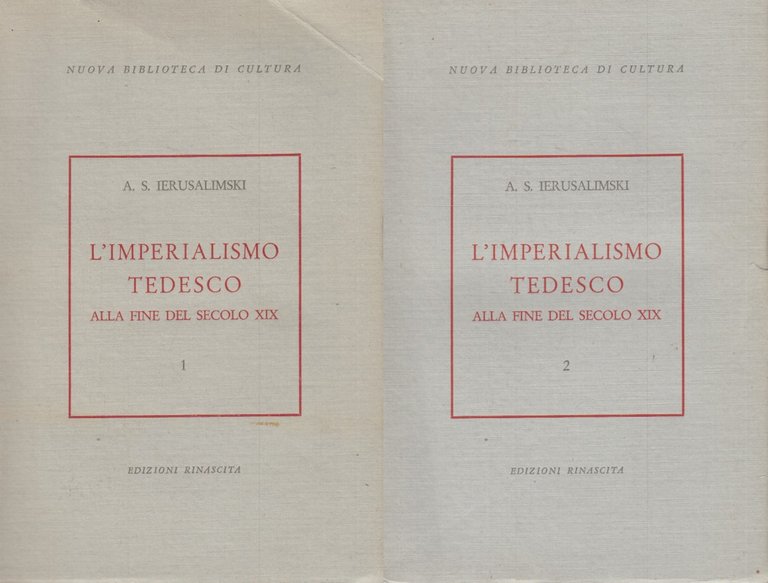 NUOVA BIBLIOTECA DI CULTURA
A. S. IERUSALIMSKI
L'IMPERIALISMO
TEDESCO
ALLA FINE DEL SECOLO XIX
1
EDIZIONI RINASCITA
NUOVA BIBLIOTECA DI CULTURA
A. S. IERUSALIMSKI
L'IMPERIALISMO
TEDESCO
ALLA FINE DEL SECOLO XIX
2
EDIZIONI RINASCITA